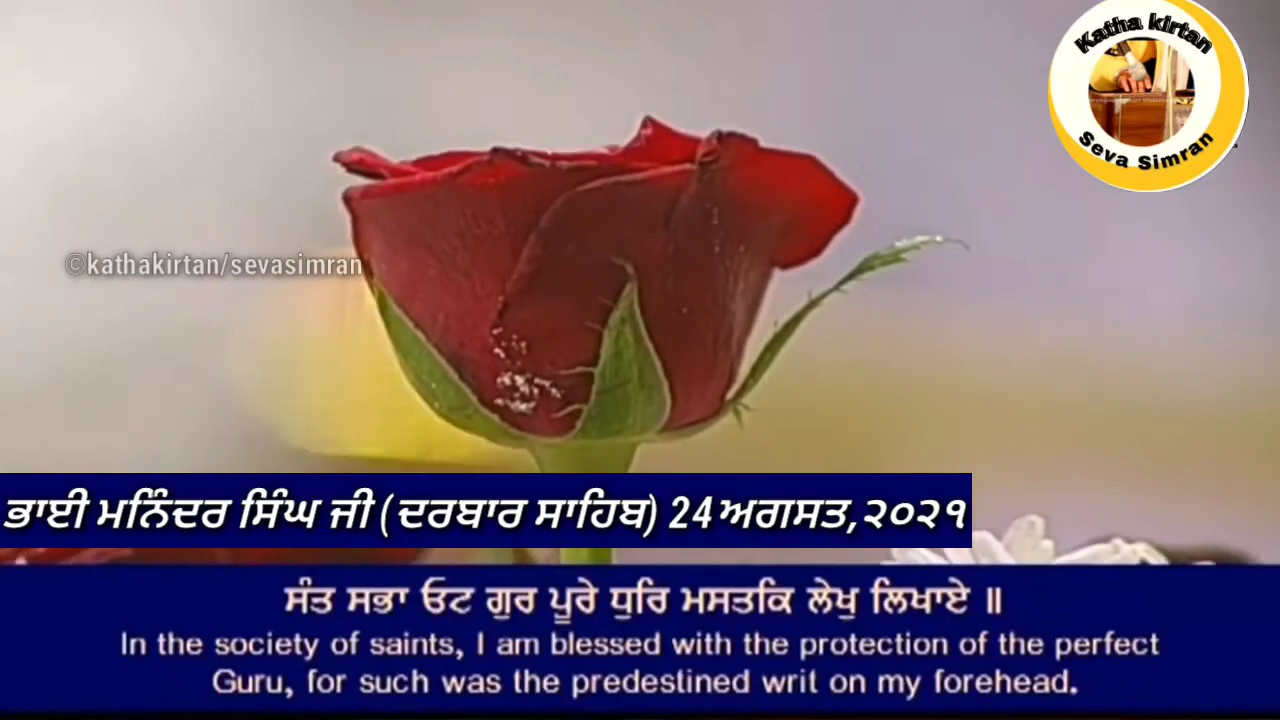 Katha kirtan
Seva Simran
©kathakirtan/sevasimran
ਭਾਈ ਮਨਿੰਦਰ ਸਿੰਘ ਜੀ (ਦਰਬਾਰ ਸਾਹਿਬ) 24 ਅਗਸਤ,੨੦੨੧
ਸੰਤ ਸਭਾ ਓਟ ਗੁਰ ਪੂਰੇ ਧੁਰਿ ਮਸਤਕਿ ਲੇਖੁ ਲਿਖਾਏ ॥
In the society of saints, I am blessed with the protection of the perfect
Guru, for such was the predestined writ on my forehead.